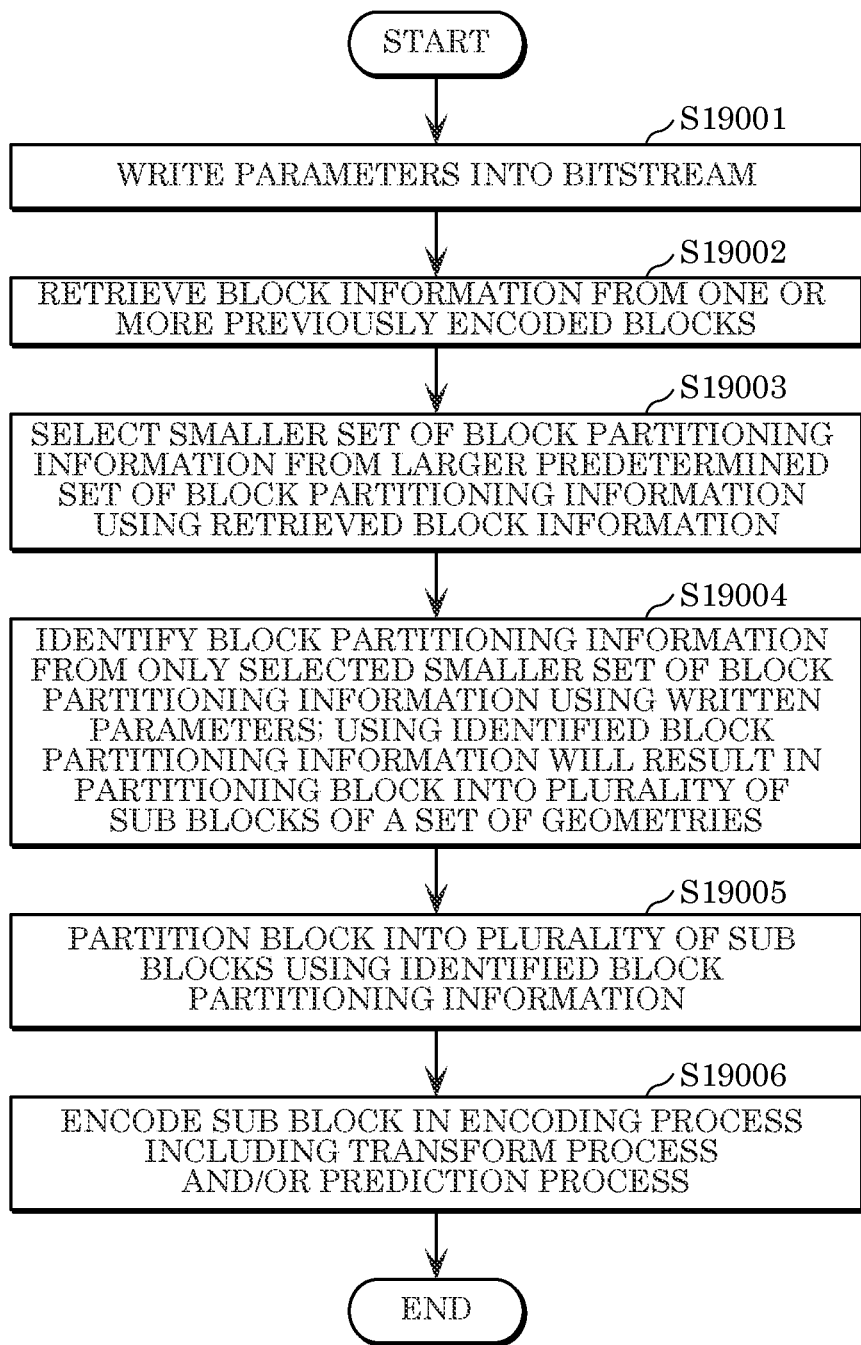 START
S19001
WRITE PARAMETERS INTO BITSTREAM
S19002
RETRIEVE BLOCK INFORMATION FROM ONE OR
MORE PREVIOUSLY ENCODED BLOCKS
S19003
SELECT SMALLER SET OF BLOCK PARTITIONING
INFORMATION FROM LARGER PREDETERMINED
SET OF BLOCK PARTITIONING INFORMATION
USING RETRIEVED BLOCK INFORMATION
S19004
IDENTIFY BLOCK PARTITIONING INFORMATION
FROM ONLY SELECTED SMALLER SET OF BLOCK
PARTITIONING INFORMATION USING WRITTEN
PARAMETERS; USING IDENTIFIED BLOCK
PARTITIONING INFORMATION WILL RESULT IN
PARTITIONING BLOCK INTO PLURALITY OF
SUB BLOCKS OF A SET OF GEOMETRIES
S19005
PARTITION BLOCK INTO PLURALITY OF SUB
BLOCKS USING IDENTIFIED BLOCK
PARTITIONING INFORMATION
S19006
ENCODE SUB BLOCK IN ENCODING PROCESS
INCLUDING TRANSFORM PROCESS
AND/OR PREDICTION PROCESS
END